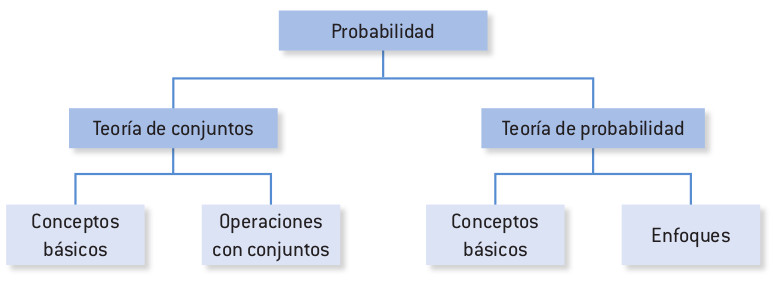 Probabilidad
Teoría de conjuntos
Teoría de probabilidad
Conceptos
básicos
Operaciones
con conjuntos
Conceptos
básicos
Enfoques